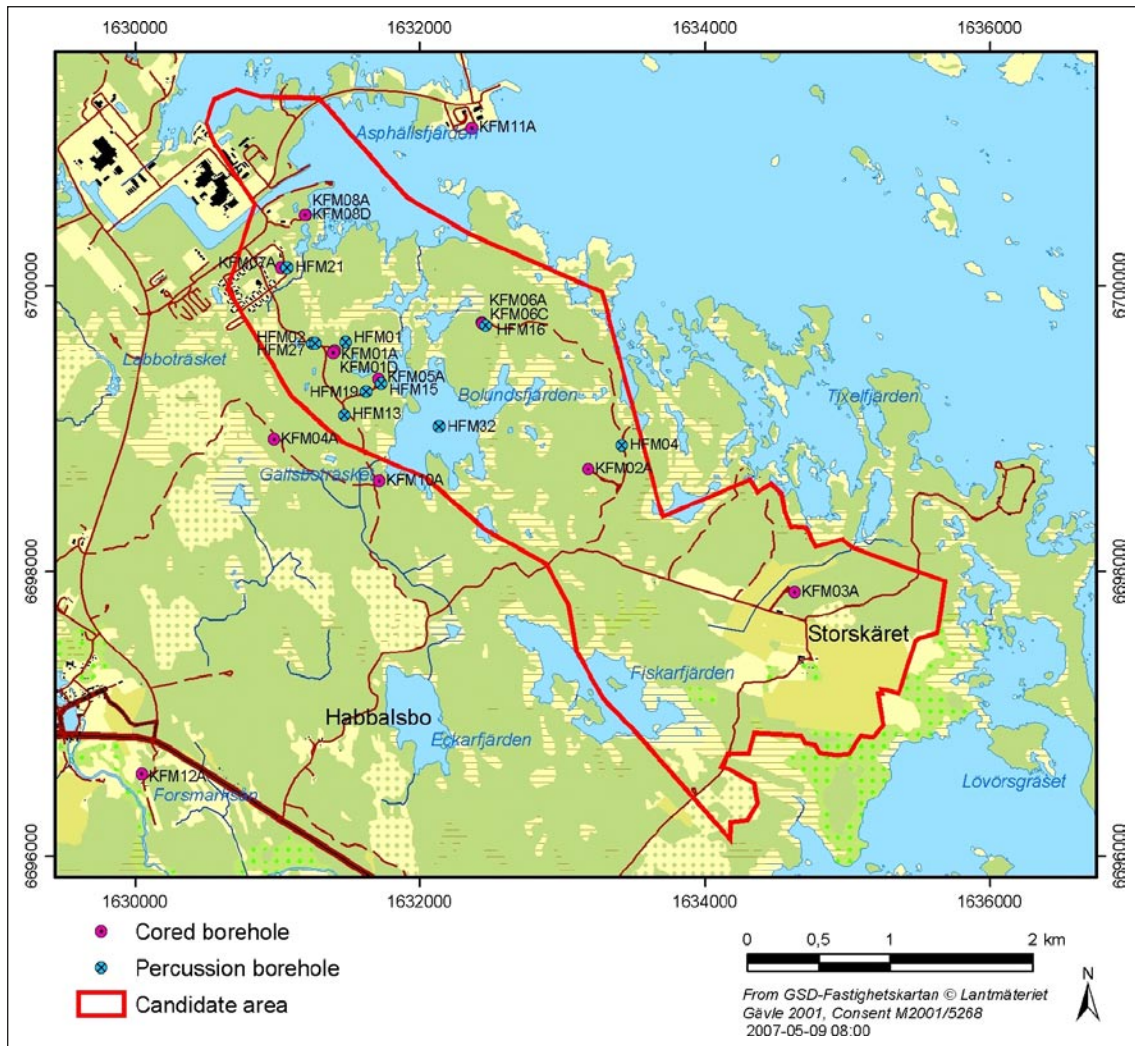 1630000
1632000
1634000
1636000
Asphällsfjärden
KFM11A
KFM08A
KFM08D
KFM07A
HFM21
6700000
6700000
KFM06A
KFM06C
HFM16
HFM02
HFM01
HFM27
KFM01A
Labboträsket
KFM01D
KFM05A
HFM19
HFM15
Bolundsfjärden
Tixelfjärden
HFM13
HFM32
KFM04A
HFM04
Gällsboträsket
KFM10A
KFM02A
6698000
6698000
KFM03A
Storskäret
Fiskarfjärden
Habbalsbo
Eckarfjärden
KFM12A
Forsmarksån
Lövörsgräset
6696000
6696000
1630000
1632000
1634000
1636000
Cored borehole
Percussion borehole
Candidate area
0 0,5 1 2 km
N
From GSD-Fastighetskartan © Lantmäteriet
Gävle 2001, Consent M2001/5268
2007-05-09 08:00